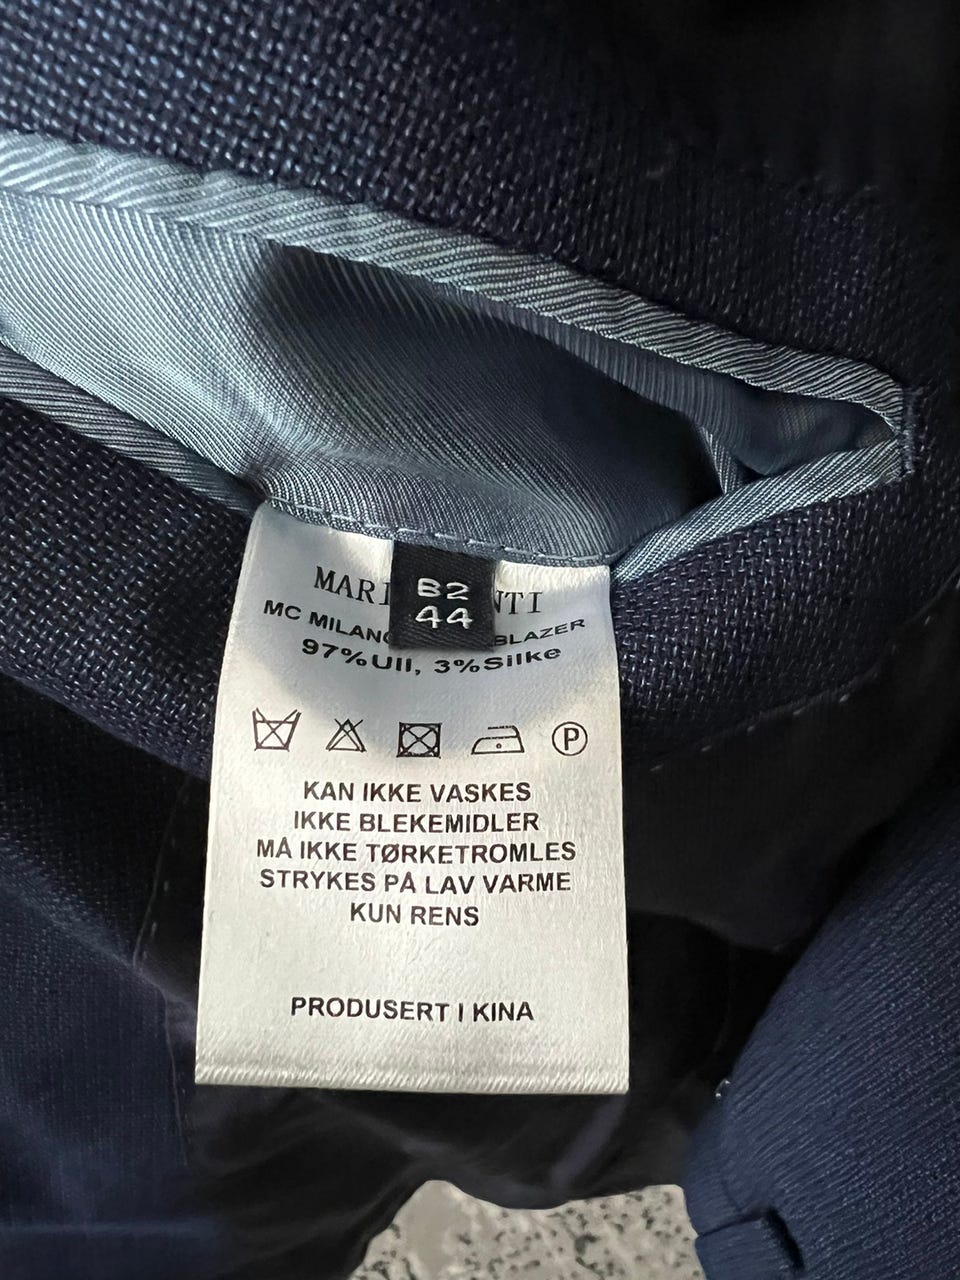 B2
44
MC BLAZER
97%Ull, 3%Silke
P
KAN IKKE VASKES
IKKE BLEKEMIDLER
MÅ IKKE TØRKETROMLES
STRYKES PÅ LAV VARME
KUN RENS
PRODUSERT I KINA